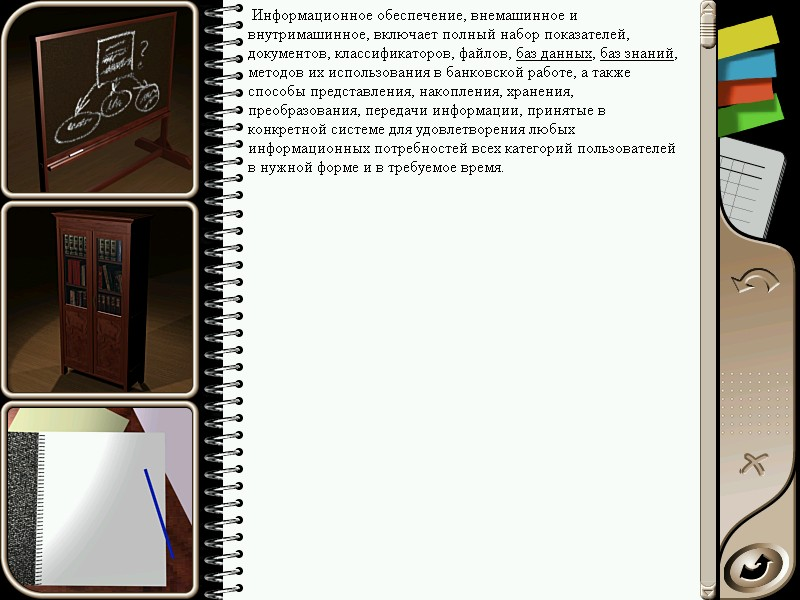 Информационное обеспечение, внемашинное и
внутримашинное, включает полный набор показателей,
документов, классификаторов, файлов, баз данных, баз знаний,
методов их использования в банковской работе, а также
способы представления, накопления, хранения,
преобразования, передачи информации, принятые в
конкретной системе для удовлетворения любых
информационных потребностей всех категорий пользователей
в нужной форме и в требуемое время.